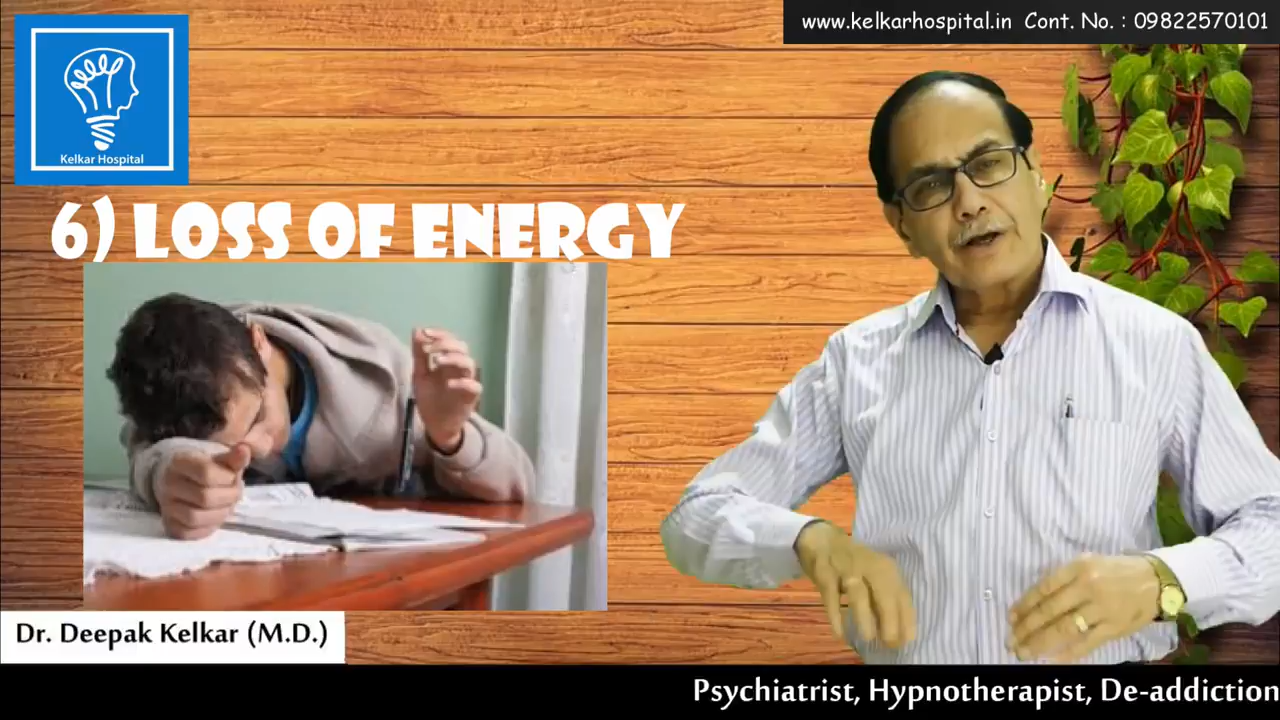 www.kelkarhospital.in Cont. No. : 09822570101
Kelkar Hospital
6) LOSS OF ENERGY
Dr. Deepak Kelkar (M.D.)
Psychiatrist, Hypnotherapist, De-addiction